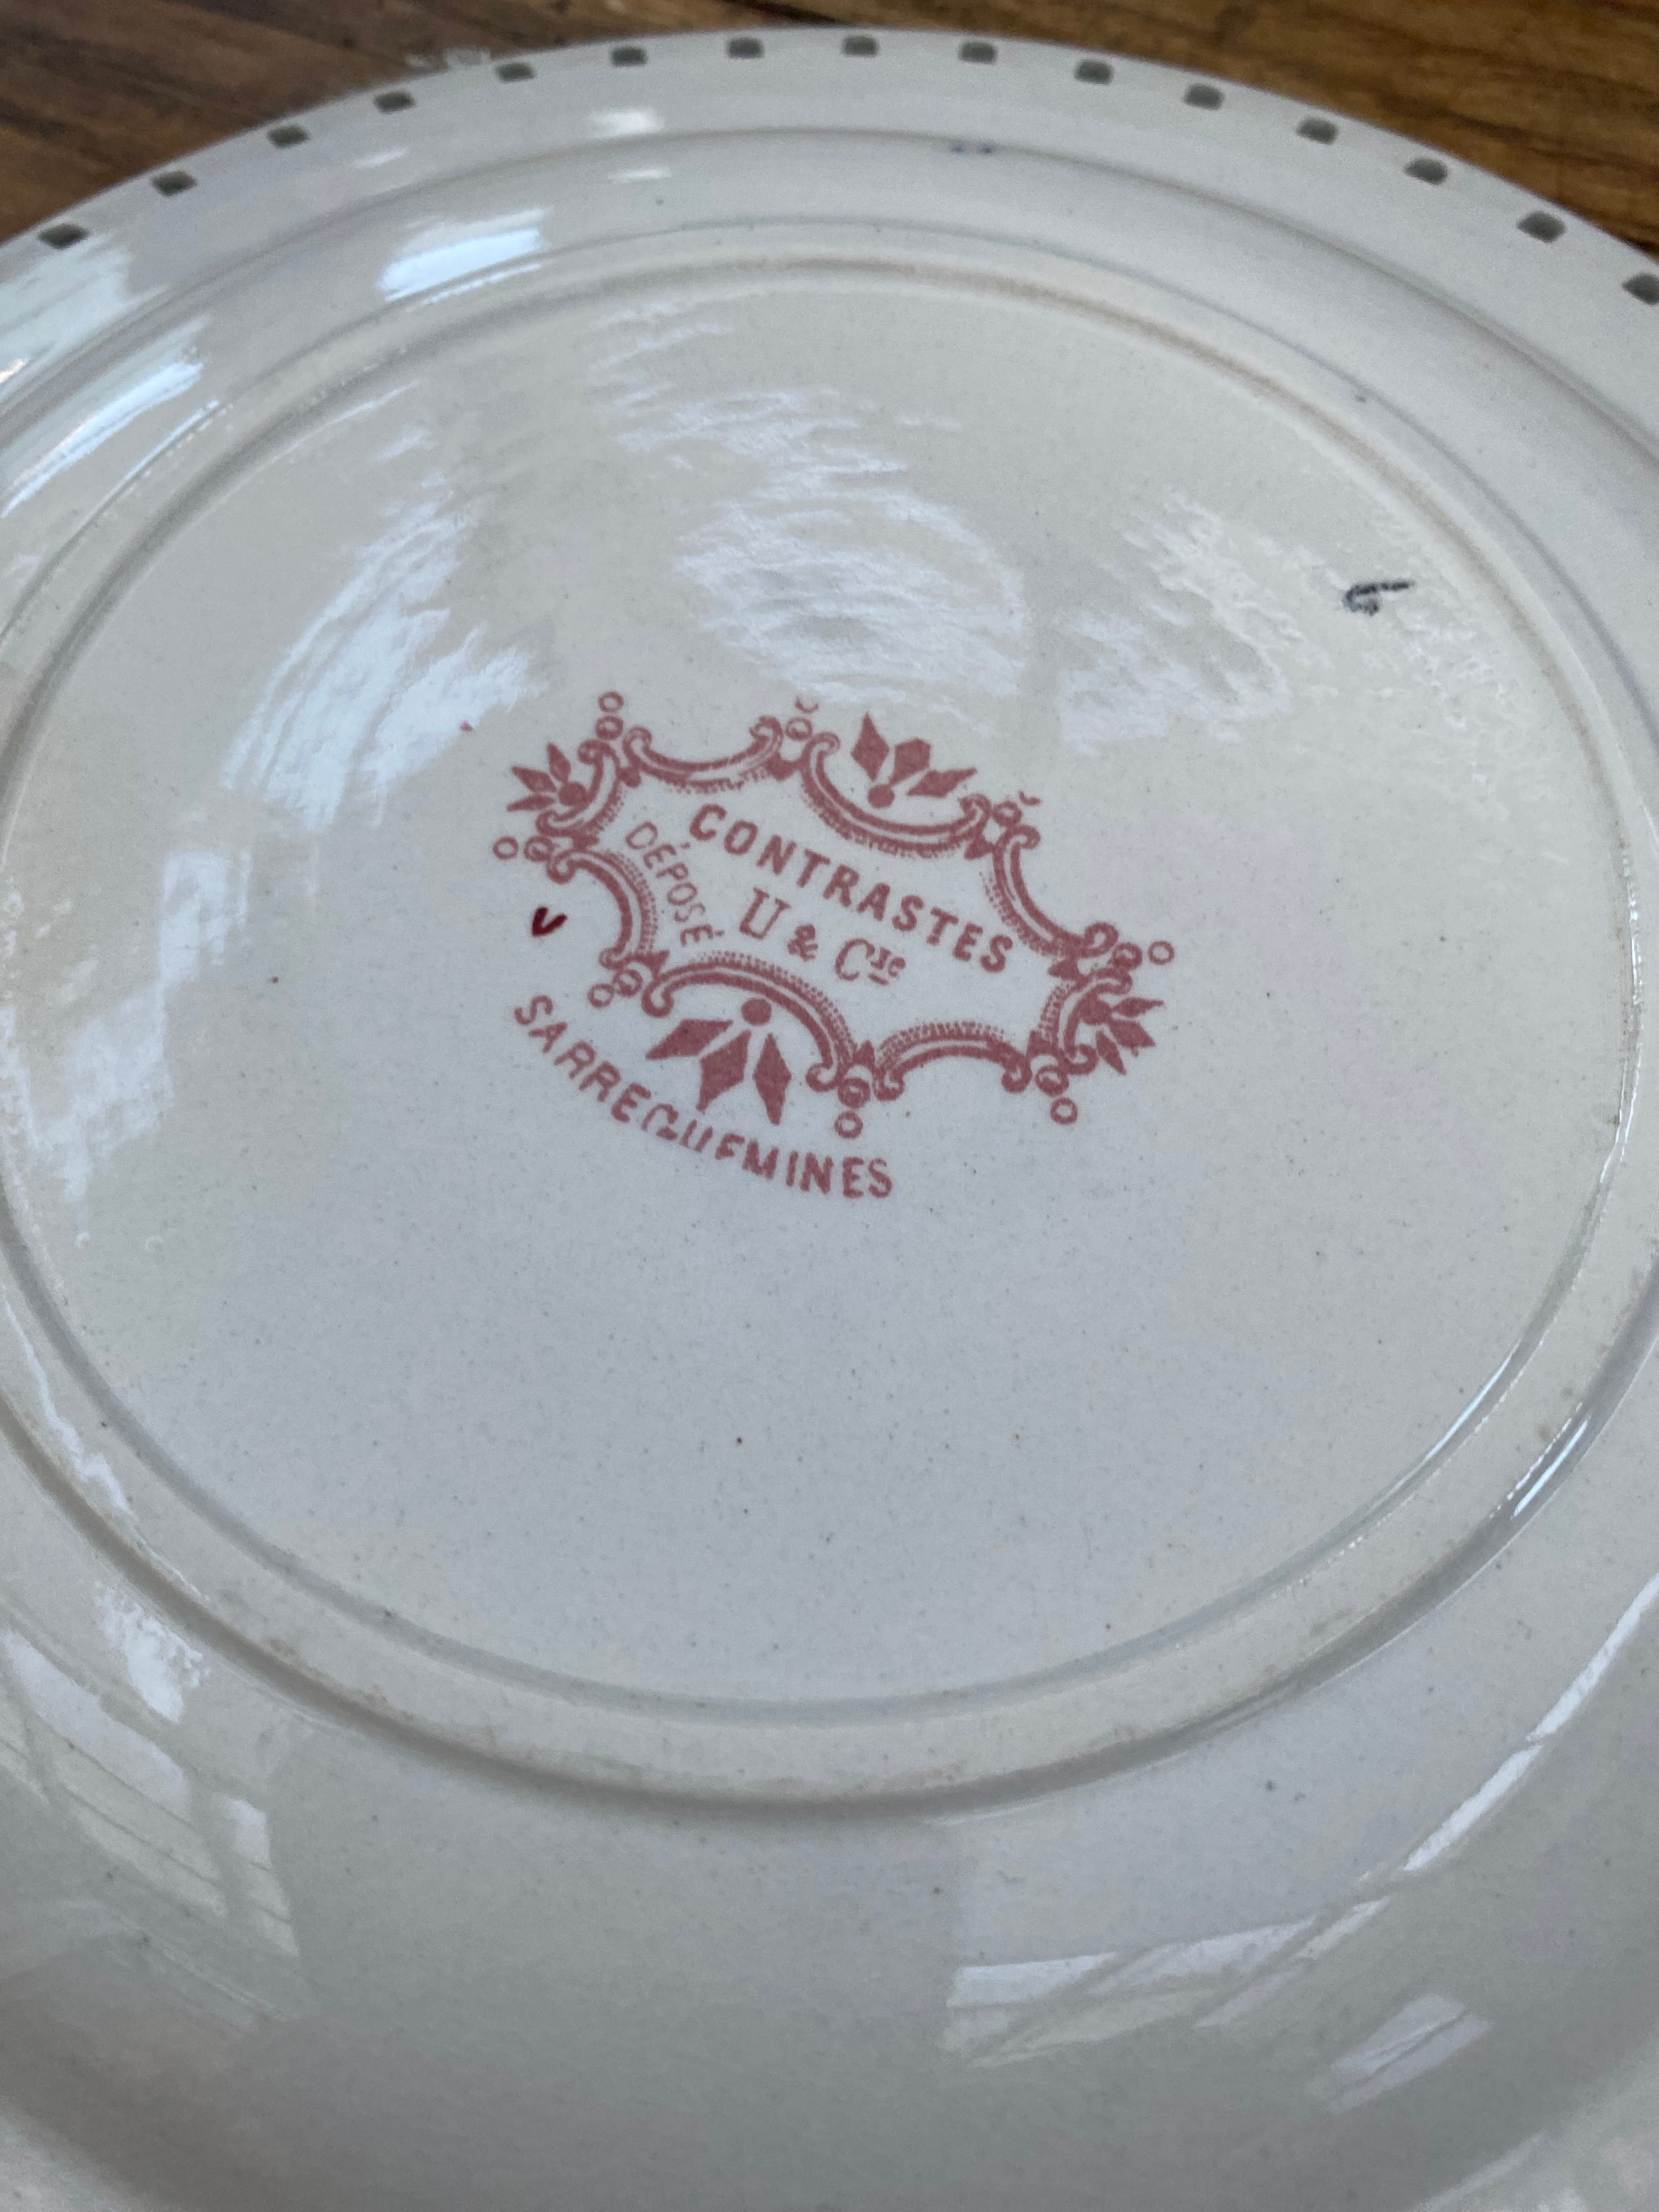 CONTRASTES
DÉPOSÉ
U & Cie
SARREGUEMINES